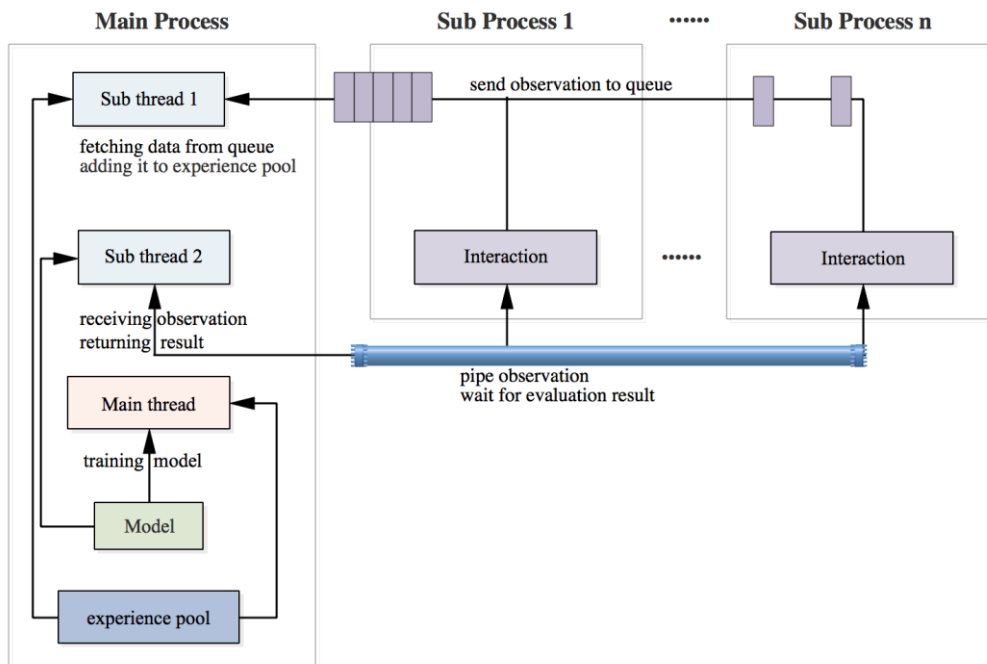 Main Process
Sub Process 1
······
Sub Process n
Sub thread 1
send observation to queue
fetching data from queue
adding it to experience pool
Sub thread 2
Interaction
······
Interaction
receiving observation
returning result
pipe observation
wait for evaluation result
Main thread
training model
Model
experience pool